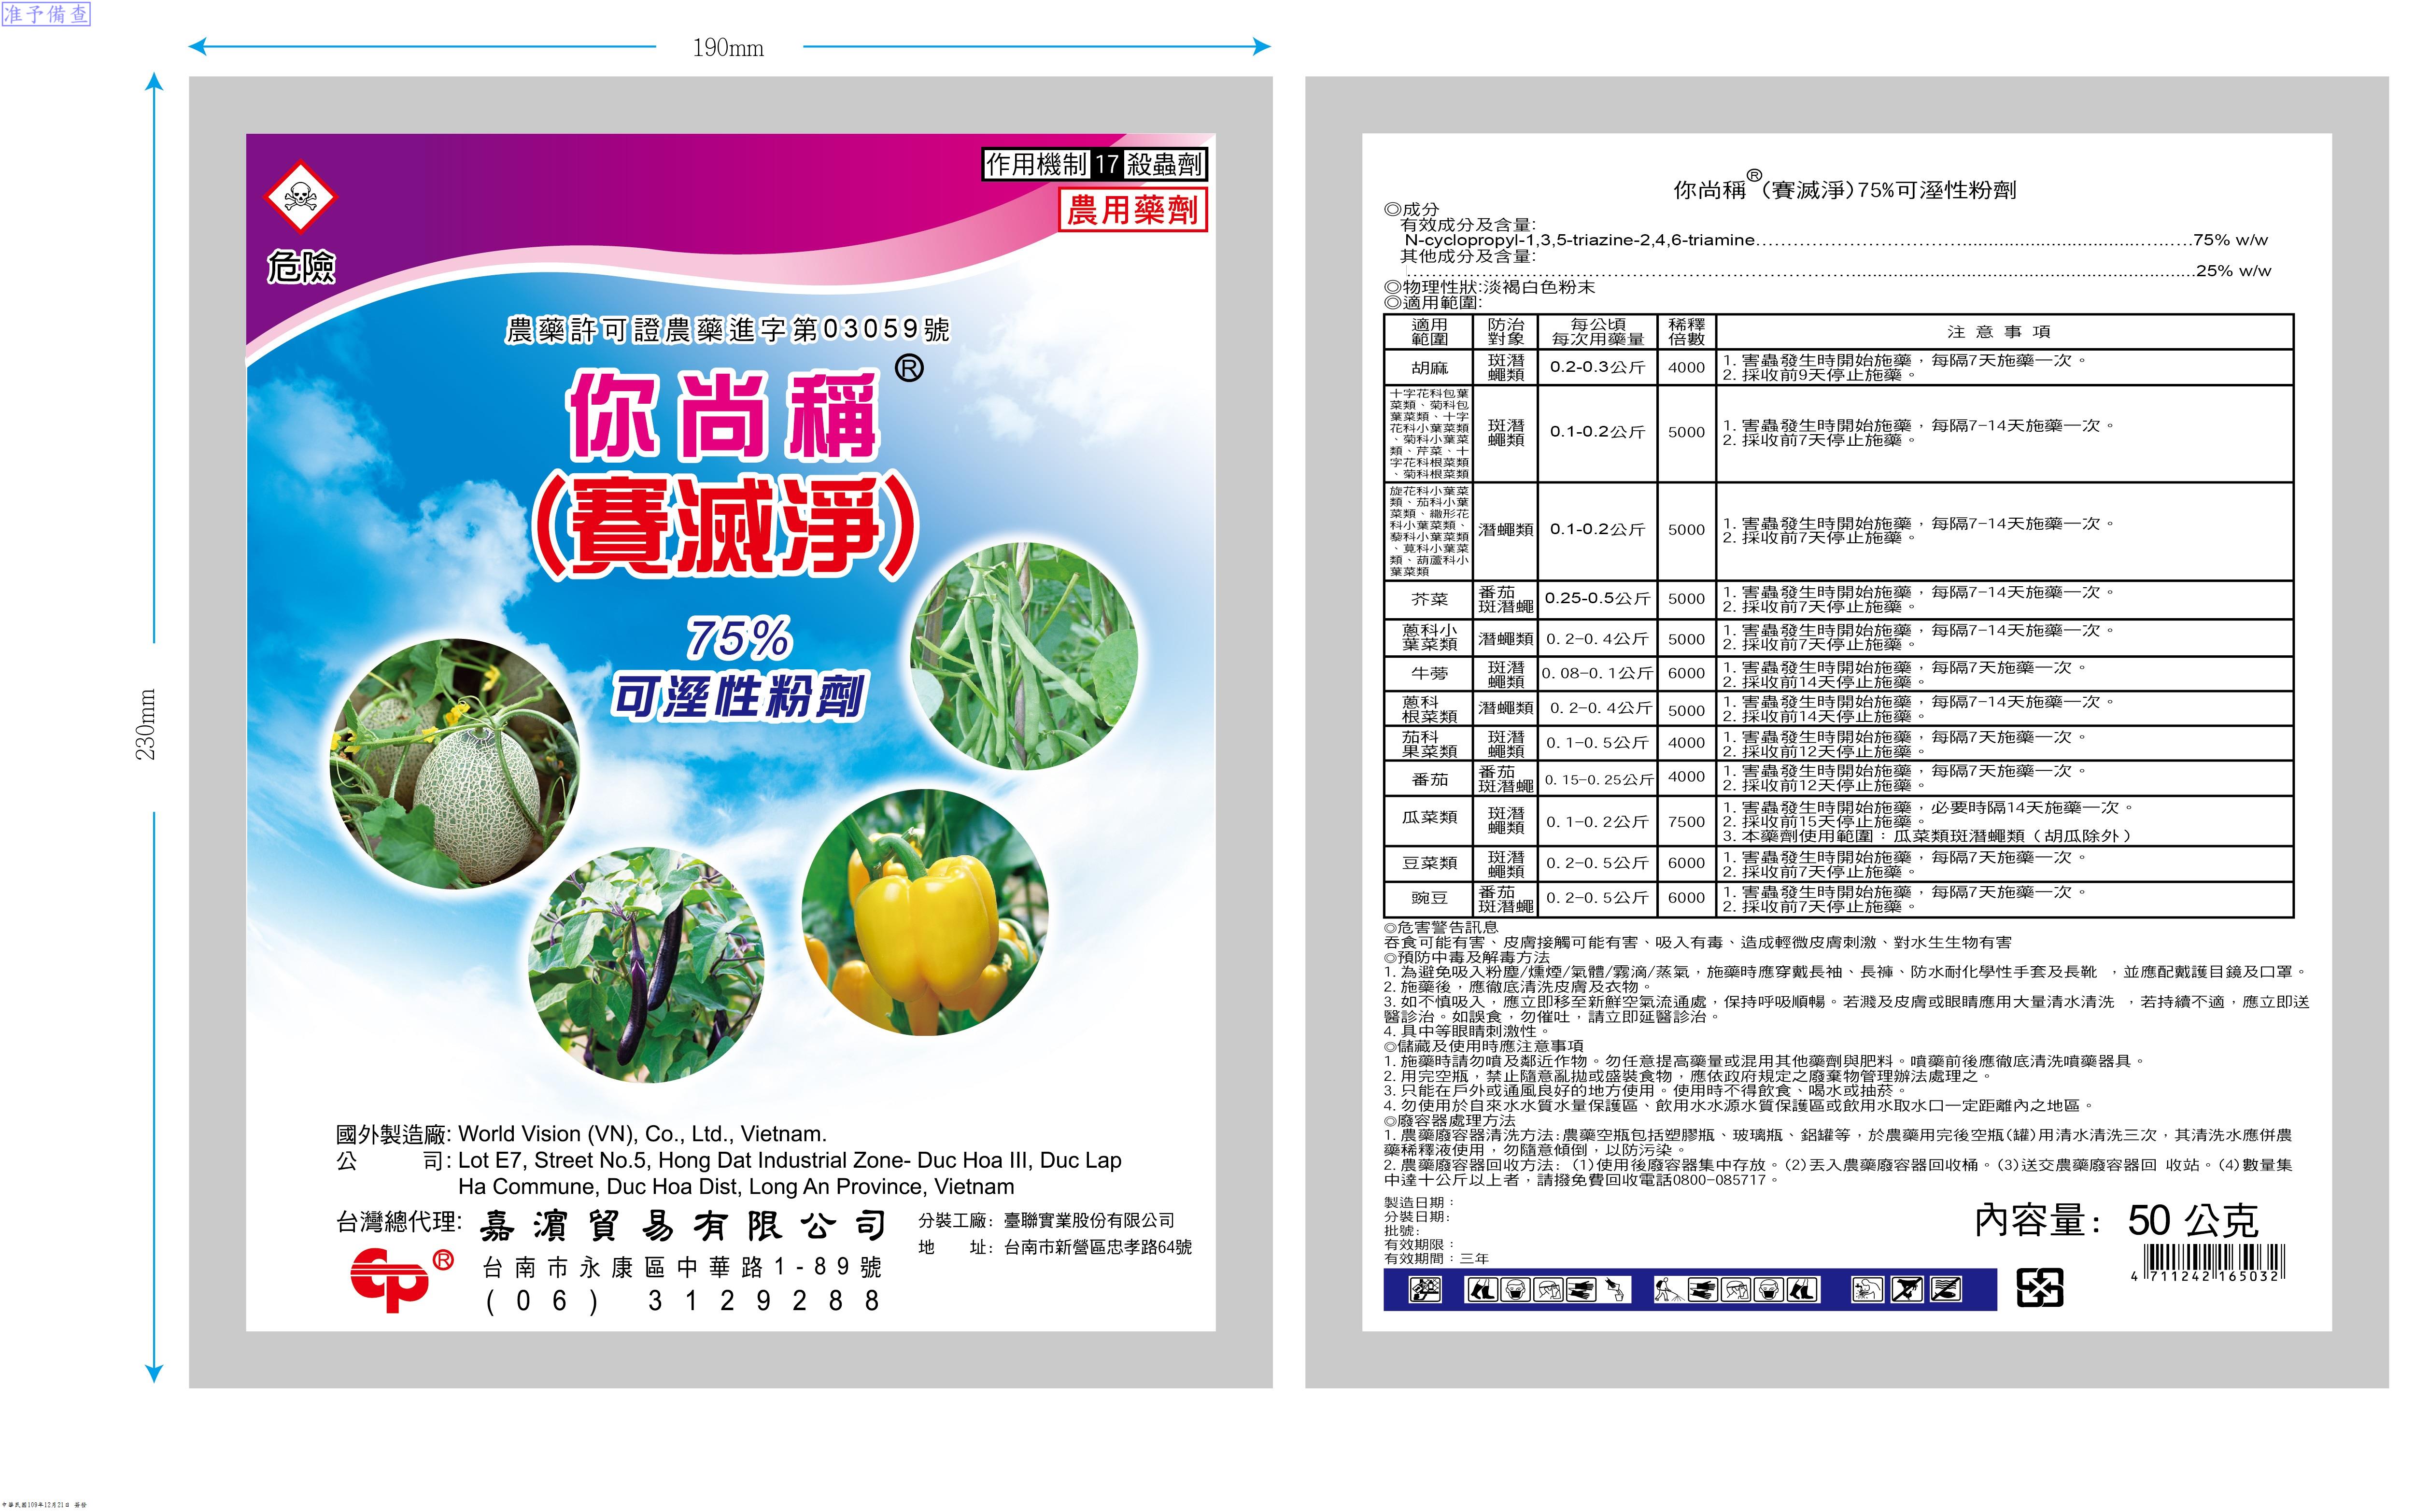 准予備查
190mm
230mm
作用機制 17 殺蟲劑
農用藥劑
危險
農藥許可證農藥進字第03059號
你尚稱®
(賽滅淨)
75%
可溼性粉劑
國外製造廠: World Vision (VN), Co., Ltd., Vietnam.
公 司: Lot E7, Street No.5, Hong Dat Industrial Zone- Duc Hoa III, Duc Lap
Ha Commune, Duc Hoa Dist, Long An Province, Vietnam
台灣總代理: 嘉濱貿易有限公司
台南市永康區中華路1-89號
(06) 3129288
分裝工廠: 臺聯實業股份有限公司
地 址: 台南市新營區忠孝路64號
CP®
你尚稱®(賽滅淨)75%可溼性粉劑
◎成分
有效成分及含量:
N-cyclopropyl-1,3,5-triazine-2,4,6-triamine.......75% w/w
其他成分及含量:
.......25% w/w
◎物理性狀:淡褐白色粉末
◎適用範圍:
適用範圍 防治對象 每公頃每次用藥量 稀釋倍數 注意事項
胡麻 斑潛蠅類 0.2-0.3公斤 4000 1. 害蟲發生時開始施藥，每隔7天施藥一次。
2. 採收前9天停止施藥。
十字花科包葉
菜類、菊科包
葉菜類、十字
花科小葉菜類
、菊科小葉菜
類、芹菜、十
字花科根菜類
、菊科根菜類
斑潛蠅類 0.1-0.2公斤 5000 1. 害蟲發生時開始施藥，每隔7-14天施藥一次。
2. 採收前7天停止施藥。
旋花科小葉菜
類、茄科小葉
菜類、繖形花
科小葉菜類、
藜科小葉菜類
、莧科小葉菜
類、葫蘆科小
葉菜類
潛蠅類 0.1-0.2公斤 5000 1. 害蟲發生時開始施藥，每隔7-14天施藥一次。
2. 採收前7天停止施藥。
芥菜 番茄斑潛蠅 0.25-0.5公斤 5000 1. 害蟲發生時開始施藥，每隔7-14天施藥一次。
2. 採收前7天停止施藥。
蔥科小葉菜類 潛蠅類 0.2-0.4公斤 5000 1. 害蟲發生時開始施藥，每隔7-14天施藥一次。
2. 採收前7天停止施藥。
牛蒡 斑潛蠅類 0.08-0.1公斤 6000 1. 害蟲發生時開始施藥，每隔7天施藥一次。
2. 採收前14天停止施藥。
蔥科根菜類 潛蠅類 0.2-0.4公斤 5000 1. 害蟲發生時開始施藥，每隔7-14天施藥一次。
2. 採收前14天停止施藥。
茄科果菜類 斑潛蠅類 0.1-0.5公斤 4000 1. 害蟲發生時開始施藥，每隔7天施藥一次。
2. 採收前12天停止施藥。
番茄 番茄斑潛蠅 0.15-0.25公斤 4000 1. 害蟲發生時開始施藥，每隔7天施藥一次。
2. 採收前12天停止施藥。
瓜菜類 斑潛蠅類 0.1-0.2公斤 7500 1. 害蟲發生時開始施藥，必要時隔14天施藥一次。
2. 採收前15天停止施藥。
3. 本藥劑使用範圍：瓜菜類斑潛蠅類（胡瓜除外）
豆菜類 斑潛蠅類 0.2-0.5公斤 6000 1. 害蟲發生時開始施藥，每隔7天施藥一次。
2. 採收前7天停止施藥。
豌豆 番茄斑潛蠅 0.2-0.5公斤 6000 1. 害蟲發生時開始施藥，每隔7天施藥一次。
2. 採收前7天停止施藥。
◎危害警告訊息
吞食可能有害、皮膚接觸可能有害、吸入有毒、造成輕微皮膚刺激、對水生生物有害
◎預防中毒及解毒方法
1. 為避免吸入粉塵/燻煙/氣體/霧滴/蒸氣，施藥時應穿戴長袖、長褲、防水耐化學性手套及長靴 ，並應配戴護目鏡及口罩。
2. 施藥後，應徹底清洗皮膚及衣物。
3. 如不慎吸入，應立即移至新鮮空氣流通處，保持呼吸順暢。若濺及皮膚或眼睛應用大量清水清洗 ，若持續不適，應立即送
醫診治。如誤食，勿催吐，請立即延醫診治。
4. 具中等眼睛刺激性。
◎儲藏及使用時應注意事項
1. 施藥時請勿噴及鄰近作物。勿任意提高藥量或混用其他藥劑與肥料。噴藥前後應徹底清洗噴藥器具。
2. 用完空瓶，禁止隨意亂拋或盛裝食物，應依政府規定之廢棄物管理辦法處理之。
3. 只能在戶外或通風良好的地方使用。使用時不得飲食、喝水或抽菸。
4. 勿使用於自來水水質水量保護區、飲用水水源水質保護區或飲用水取水口一定距離內之地區。
◎廢容器處理方法
1. 農藥廢容器清洗方法:農藥空瓶包括塑膠瓶、玻璃瓶、鋁罐等，於農藥用完後空瓶(罐)用清水清洗三次，其清洗水應併農
藥稀釋液使用，勿隨意傾倒，以防污染。
2. 農藥廢容器回收方法: (1)使用後廢容器集中存放。(2)丟入農藥廢容器回收桶。(3)送交農藥廢容器回 收站。(4)數量集
中達十公斤以上者，請撥免費回收電話0800-085717。
製造日期：
分裝日期:
批號:
有效期限：
有效期間：三年
內容量: 50 公克
4 711242 165032
中華民國109年12月21日 簽發